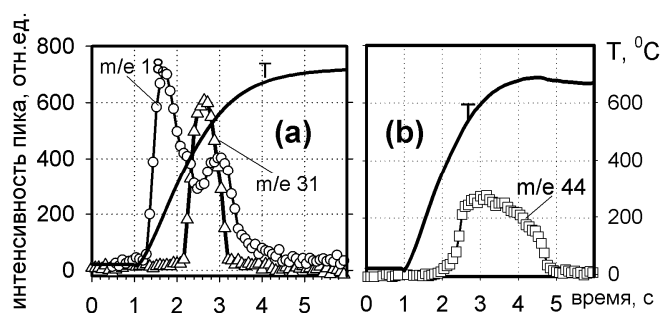 интенсивность пика, отн.ед.
800
600
400
200
0
0 1 2 3 4 5
m/e 18
T
(a)
m/e 31
T
(b)
m/e 44
T, ⁰C
600
400
200
0
0 1 2 3 4 5 время, с